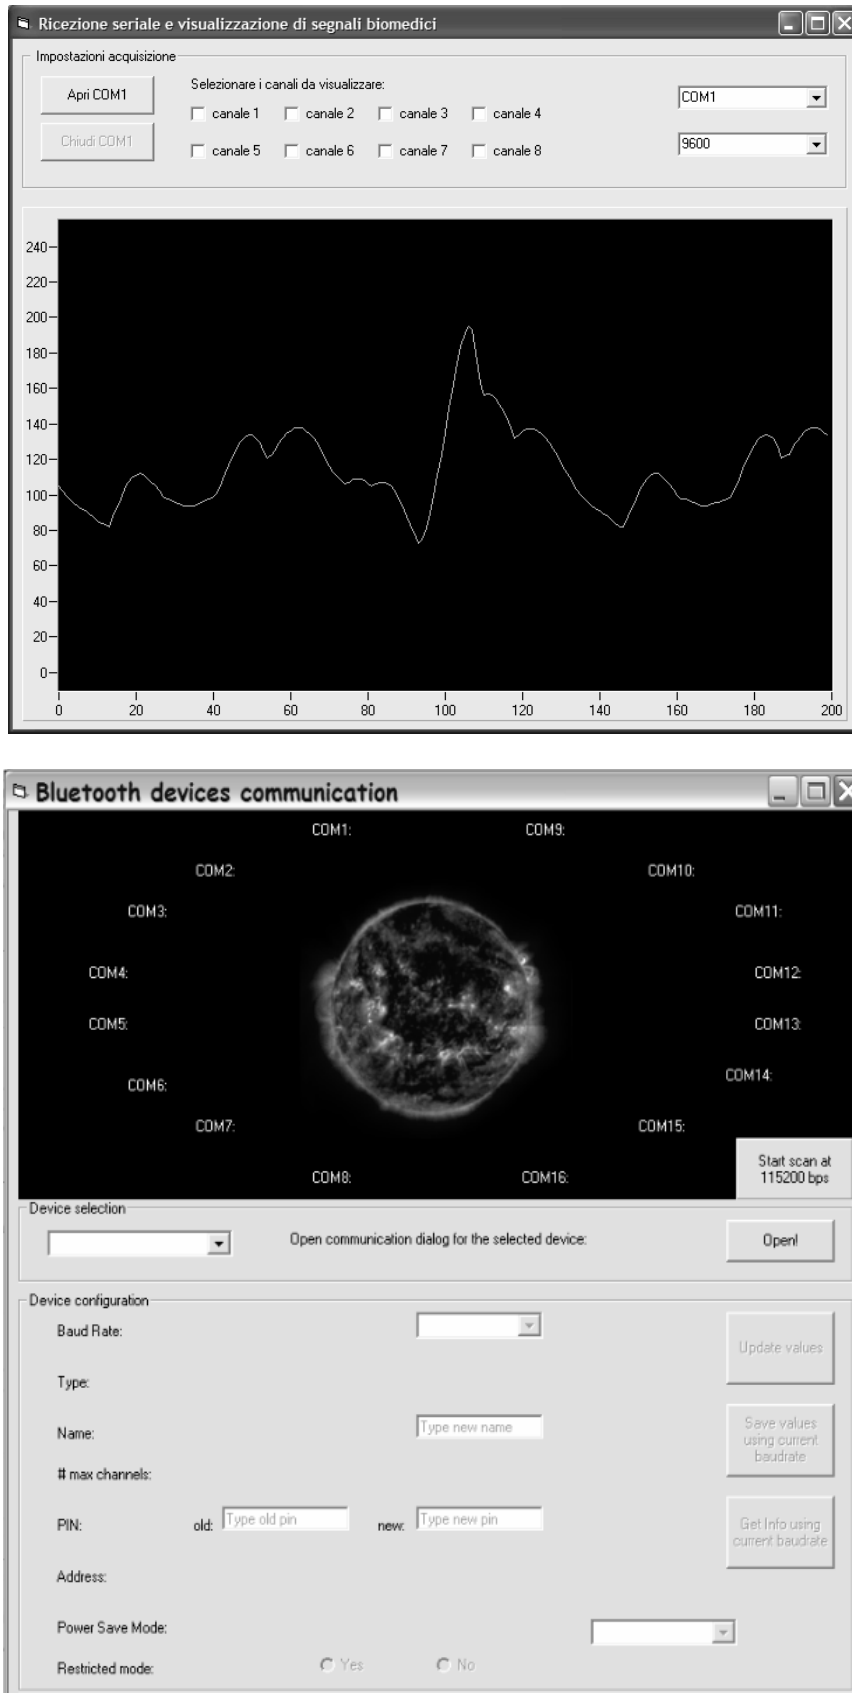 Ricezione seriale e visualizzazione di segnali biomedici
Impostazioni acquisizione
Apri COM1
Selezionare i canali da visualizzare:
COM1
canale 1 canale 2 canale 3 canale 4
Chiudi COM1
9600
canale 5 canale 6 canale 7 canale 8
240
220
200
180
160
140
120
100
80
60
40
20
0
0 20 40 60 80 100 120 140 160 180 200
Bluetooth devices communication
COM1: COM9:
COM2: COM10:
COM3: COM11:
COM4: COM12:
COM5: COM13:
COM6: COM14:
COM7: COM15:
COM8: COM16:
Start scan at
115200 bps
Device selection
Open communication dialog for the selected device:
Open!
Device configuration
Baud Rate:
Update values
Type:
Name: Type new name
Save values
using current
baudrate
# max channels:
PIN: old: Type old pin new: Type new pin
Get Info using
current baudrate
Address:
Power Save Mode:
Restricted mode: Yes No